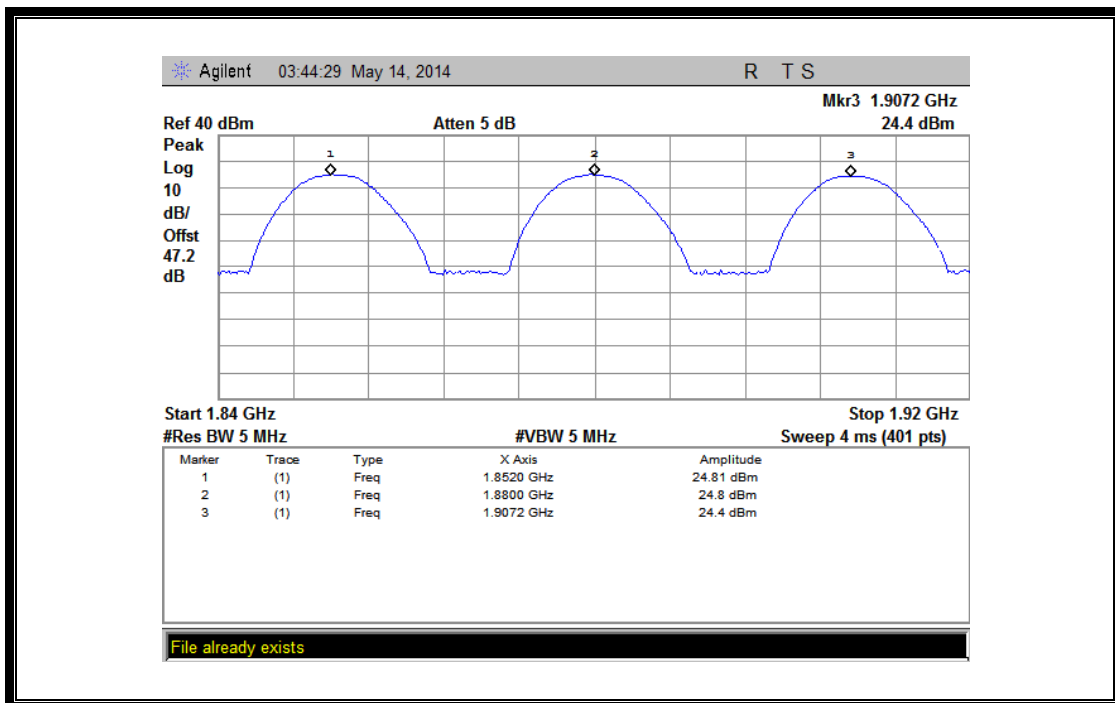 Agilent 03:44:29 May 14, 2014 R T S
Mkr3 1.9072 GHz
Ref 40 dBm Atten 5 dB 24.4 dBm
Peak
Log
10
dB/
Offst
47.2
dB
1 2 3
Start 1.84 GHz Stop 1.92 GHz
#Res BW 5 MHz #VBW 5 MHz Sweep 4 ms (401 pts)
Marker Trace Type X Axis Amplitude
1 (1) Freq 1.8520 GHz 24.81 dBm
2 (1) Freq 1.8800 GHz 24.8 dBm
3 (1) Freq 1.9072 GHz 24.4 dBm
File already exists